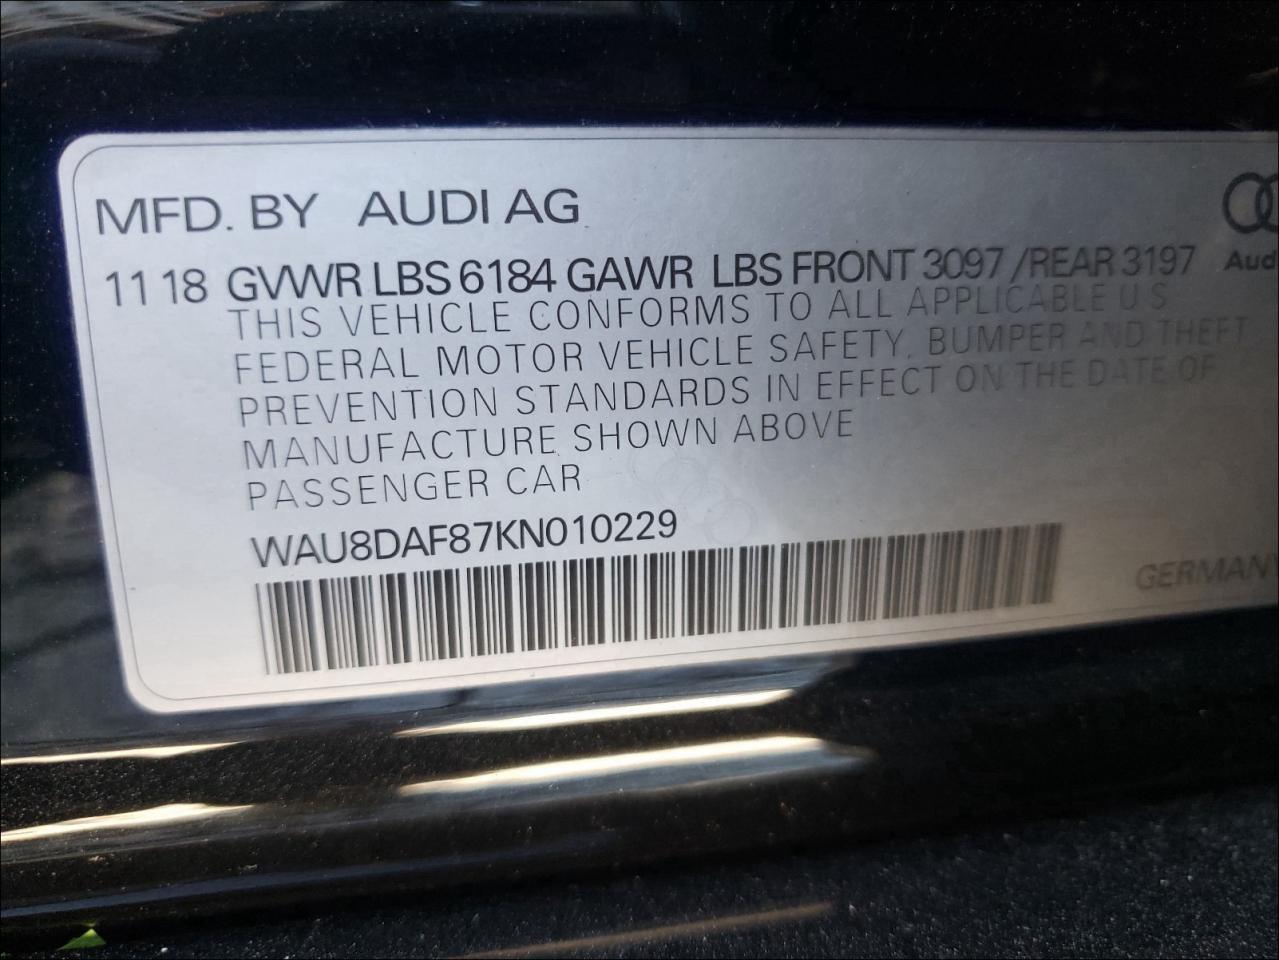 MFD. BY AUDI AG
11 18 GVWR LBS 6184 GAWR LBS FRONT 3097 /REAR 3197
THIS VEHICLE CONFORMS TO ALL APPLICABLE U S
FEDERAL MOTOR VEHICLE SAFETY, BUMPER AND THEFT
PREVENTION STANDARDS IN EFFECT ON THE DATE OF
MANUFACTURE SHOWN ABOVE
PASSENGER CAR
WAU8DAF87KN010229
Aud
GERMANY